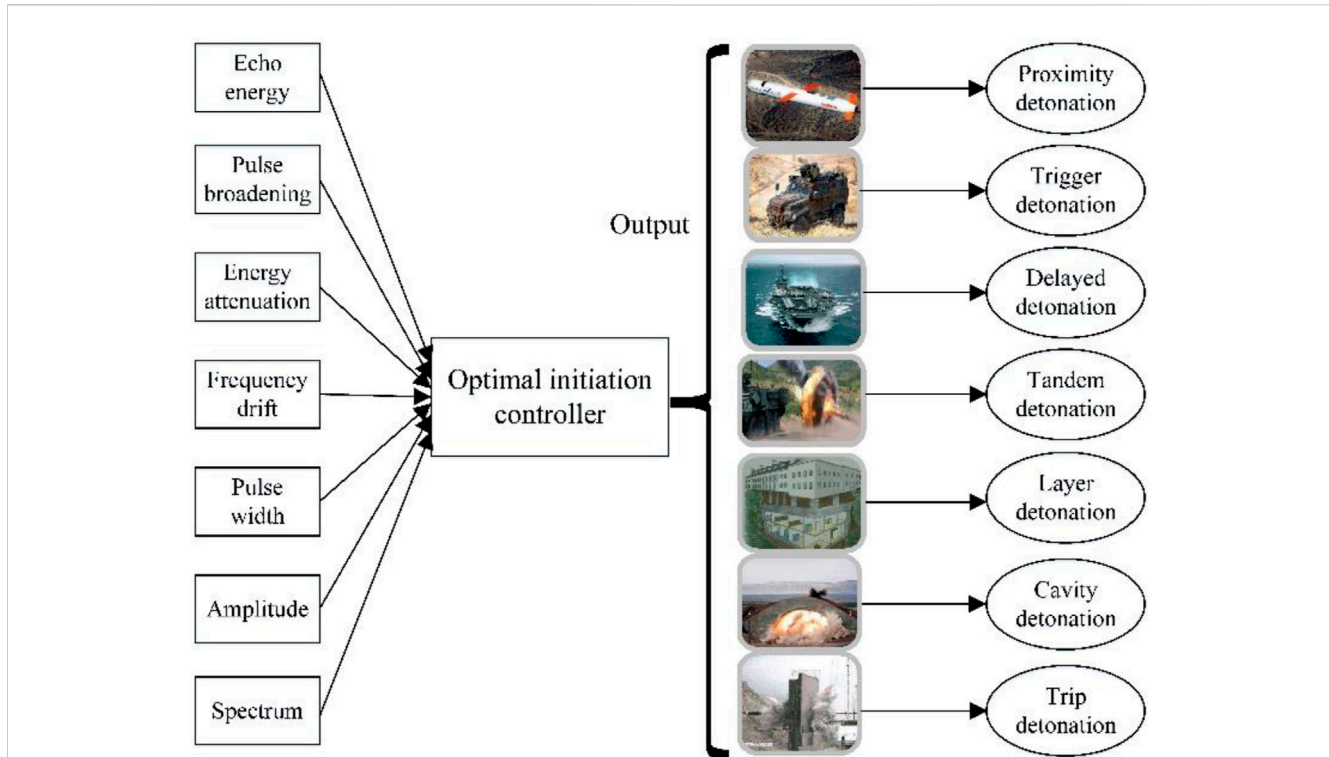 Echo
energy
Pulse
broadening
Energy
attenuation
Frequency
drift
Pulse
width
Amplitude
Spectrum
Optimal initiation
controller
Output
Proximity
detonation
Trigger
detonation
Delayed
detonation
Tandem
detonation
Layer
detonation
Cavity
detonation
Trip
detonation